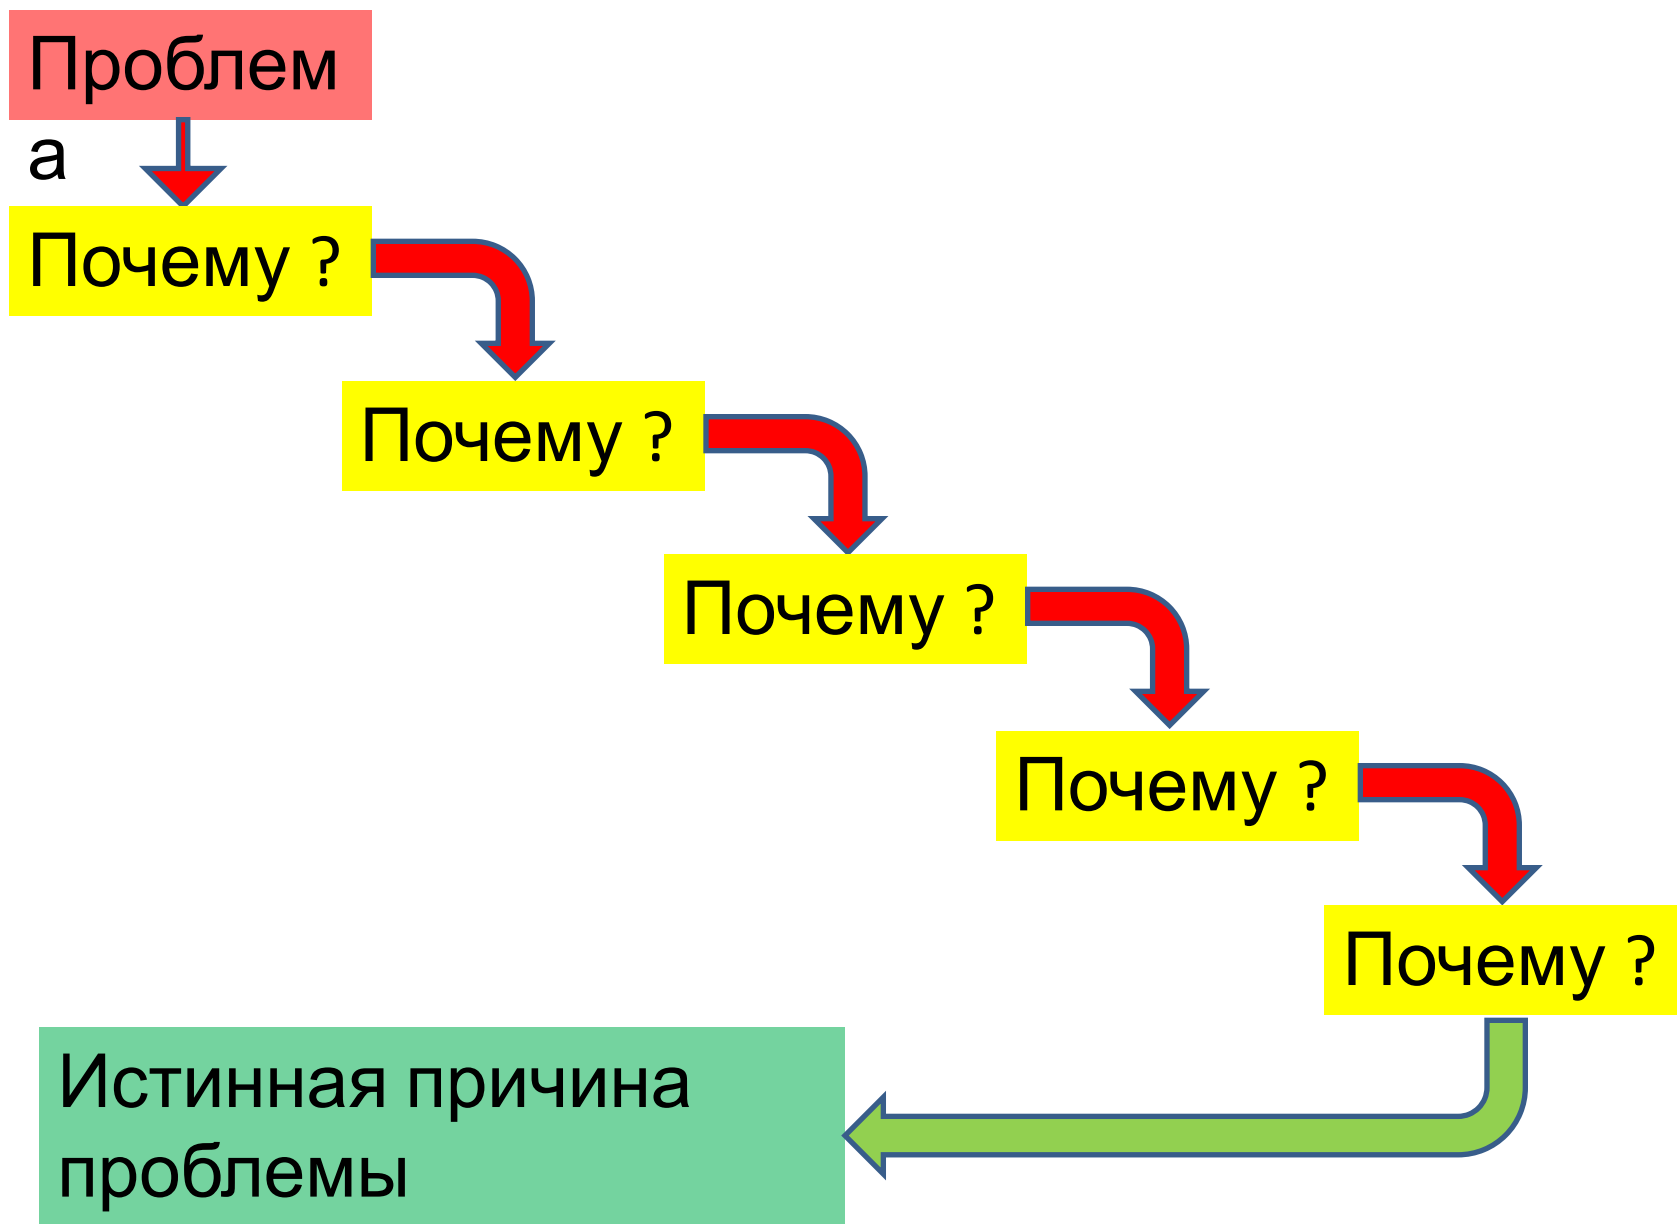 Проблем
а
Почему ?
Почему ?
Почему ?
Почему ?
Почему ?
Истинная причина
проблемы